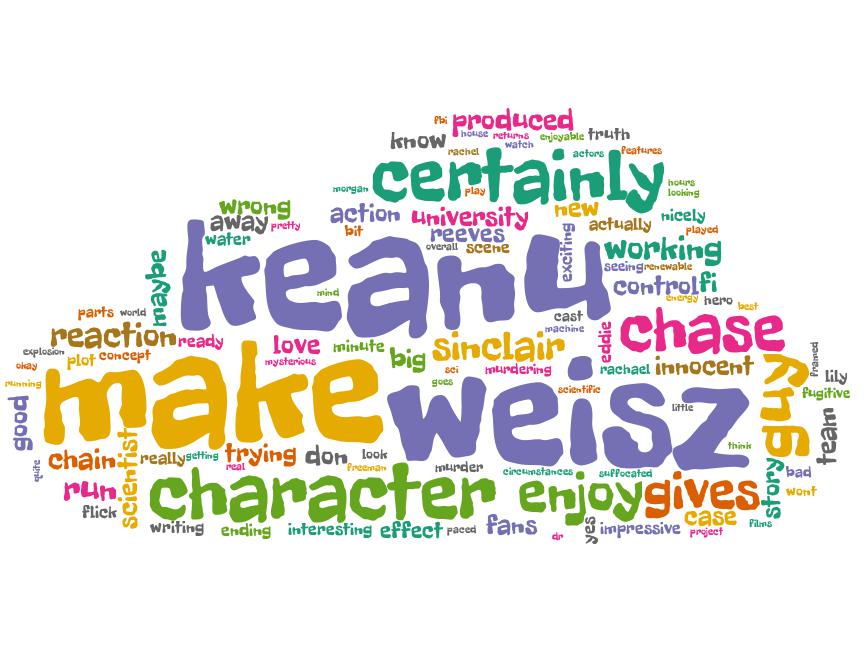 fbi
produced
know
house
returns
enjoyable
truth
watch
rachel
actors
features
certainly
morgan
play
hours
looking
wrong
action
university
new
nicely
away
pretty
actually
water
bit
reeves
played
overall
scene
exciting
working
keanu
maybe
seeing
renewable
control
fi
mind
energy
hero
best
parts
world
cast
machine
chase
reaction
ready
love
minute
big
sinclair
eddie
explosion
plot
concept
mysterious
okay
sci
murdering
rachael
innocent
framed
running
make
goes
weisz
scientific
guy
lily
fugitive
good
little
team
scientist
think
chain
really
getting
trying
don
look
quite
real
freeman
murder
circumstances
suffocated
story
bad
run
character
enjoy
gives
wont
flick
case
writing
ending
interesting
effect
paced
fans
dr
yes
impressive
project
films